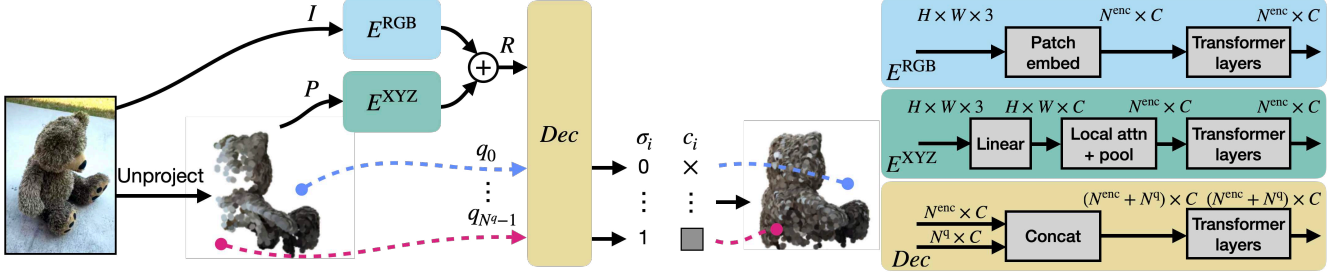 I
E^RGB
R
P
E^XYZ
+
Unproject
q_0
⋮
q_{N^q−1}
Dec
σ_i c_i
0 ×
⋮ ⋮
1
H × W × 3
N^enc × C
N^enc × C
Patch
embed
Transformer
layers
E^RGB
H × W × 3
H × W × C
N^enc × C
N^enc × C
Linear
Local attn
+ pool
Transformer
layers
E^XYZ
(N^enc + N^q) × C
(N^enc + N^q) × C
N^enc × C
N^q × C
Concat
Transformer
layers
Dec